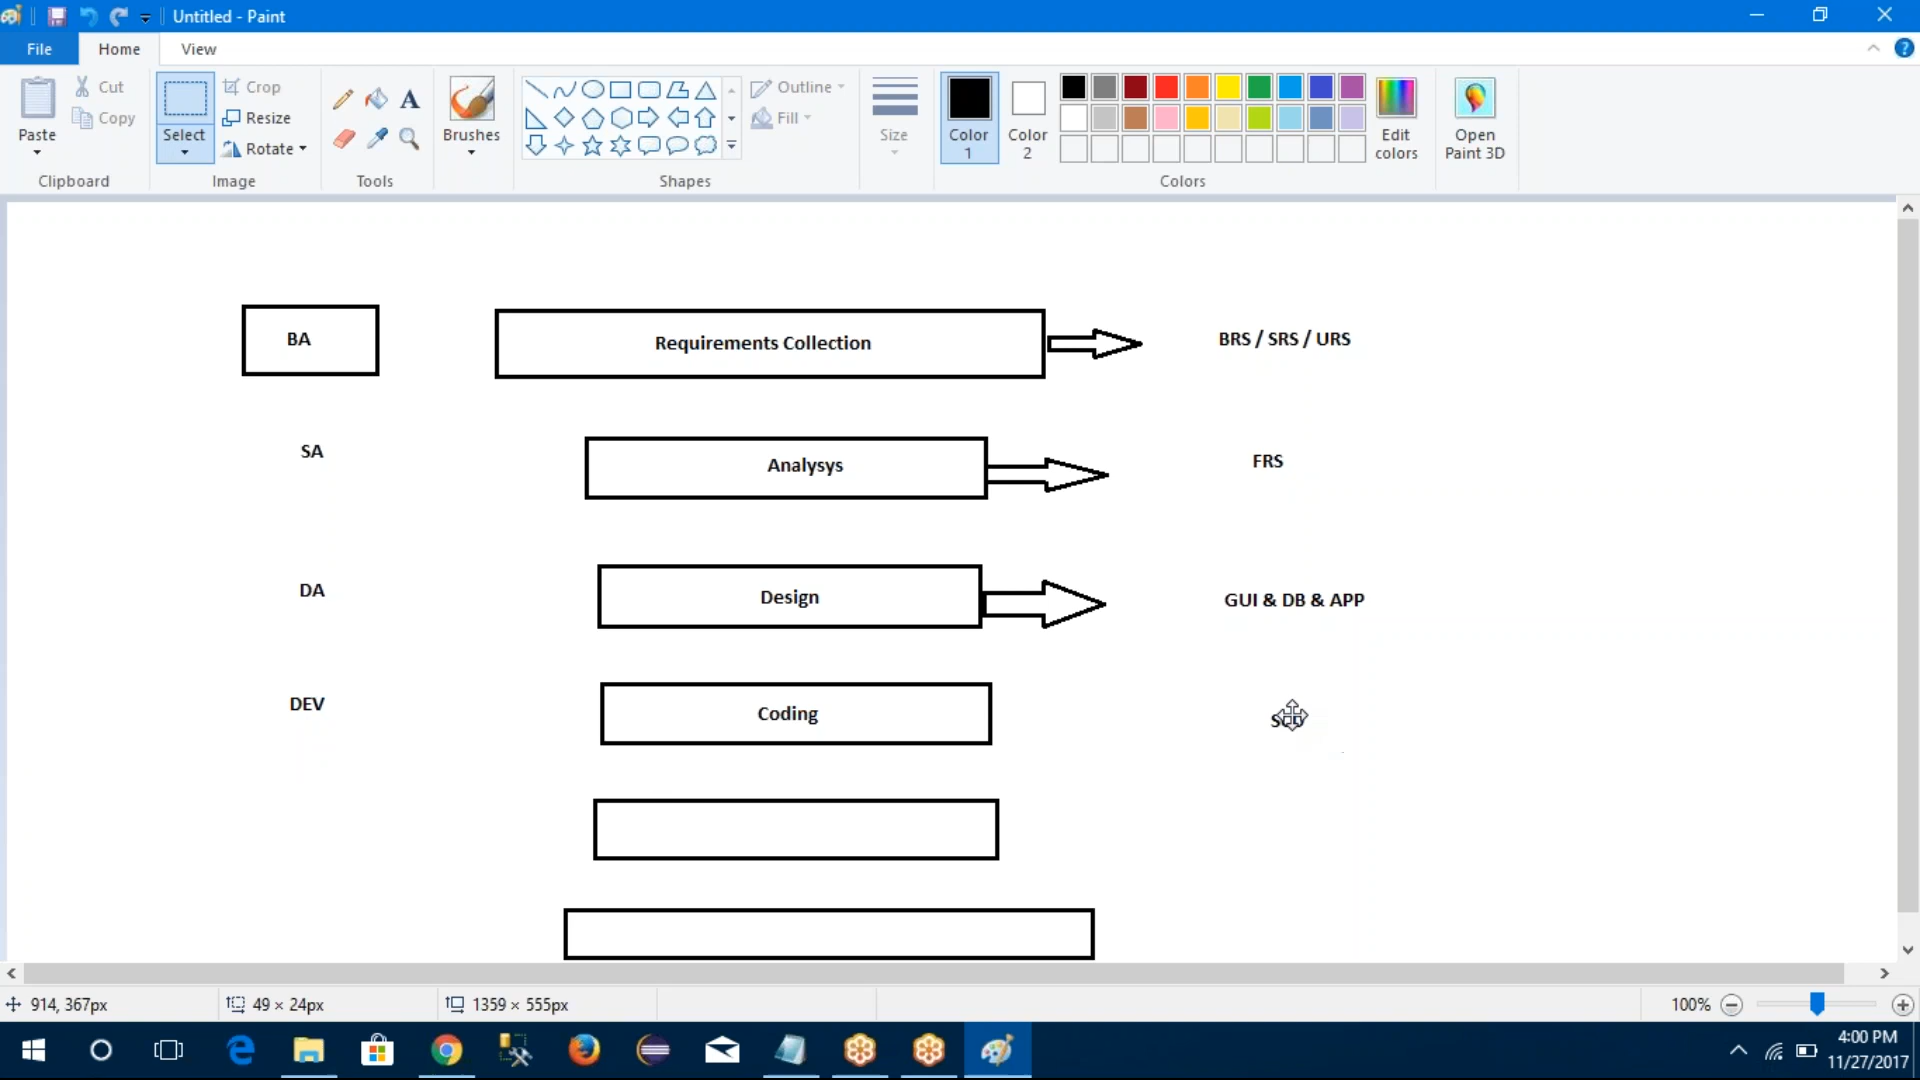 Untitled - Paint
File Home View
Cut
Copy
Paste
Clipboard
Select
Crop
Resize
Rotate
Image
Tools
Brushes
Shapes
Outline
Fill
Size
Color 1
Color 2
Edit colors
Colors
Open Paint 3D
BA Requirements Collection BRS / SRS / URS
SA Analysys FRS
DA Design GUI & DB & APP
DEV Coding
914, 367px 49 × 24px 1359 × 555px 100%
4:00 PM
11/27/2017